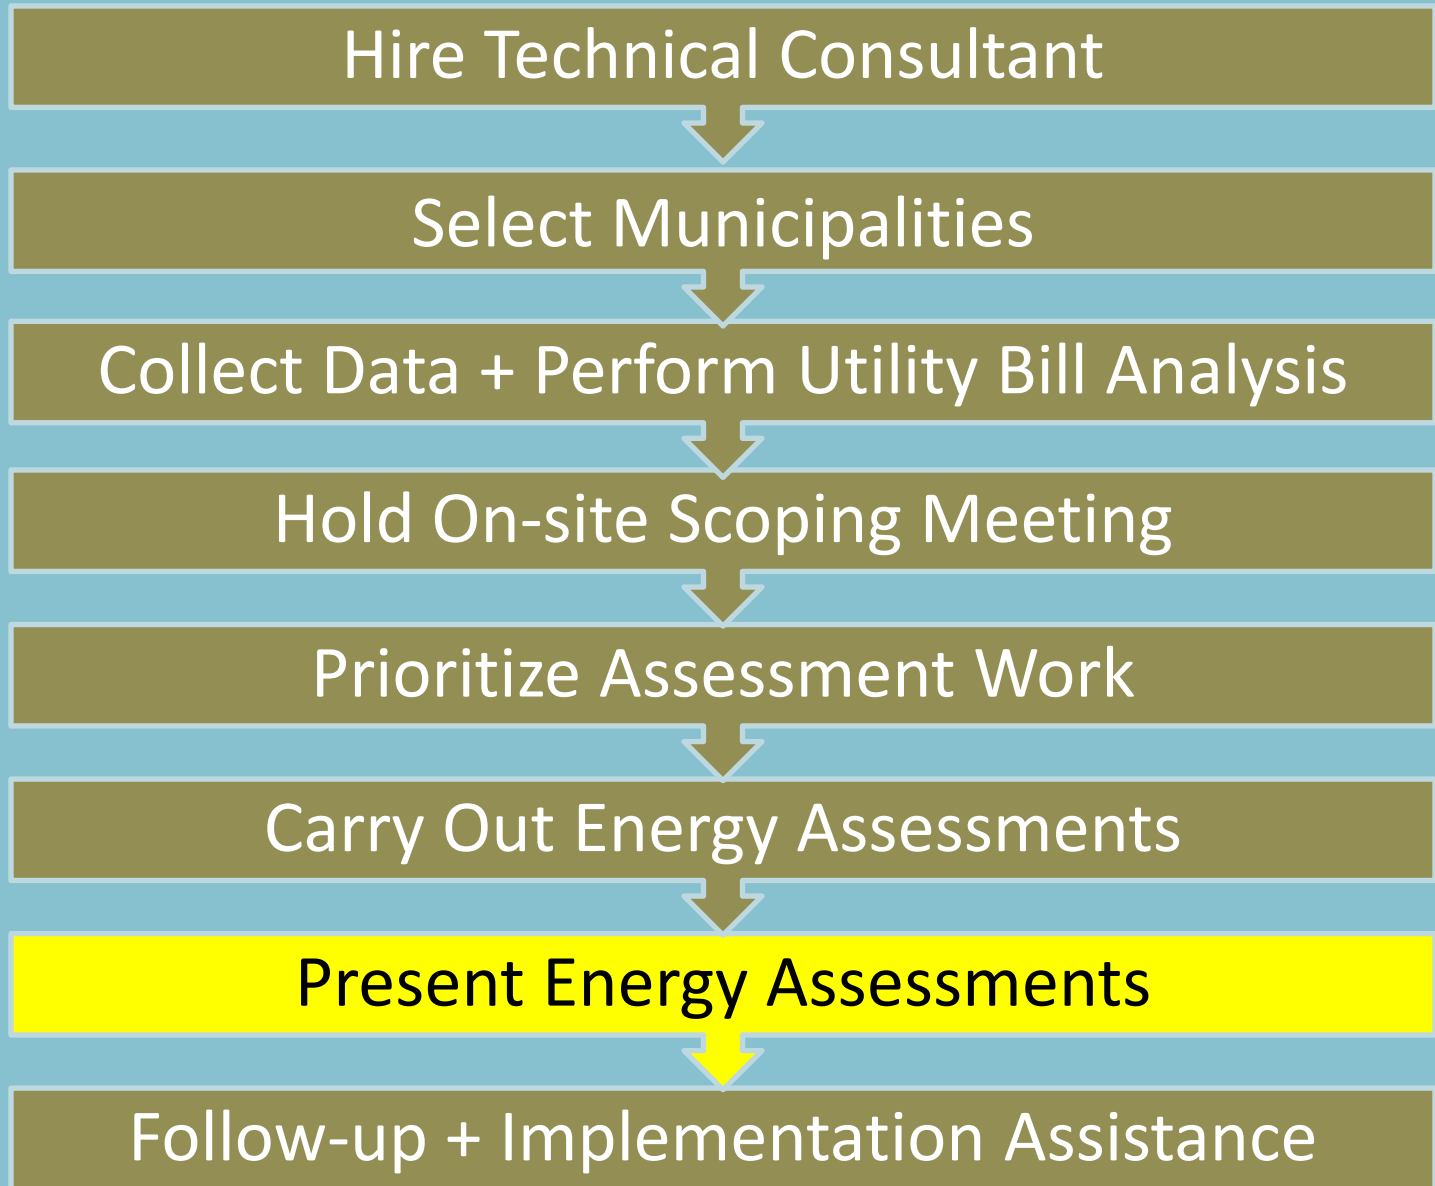 Hire Technical Consultant
Select Municipalities
Collect Data + Perform Utility Bill Analysis
Hold On-site Scoping Meeting
Prioritize Assessment Work
Carry Out Energy Assessments
Present Energy Assessments
Follow-up + Implementation Assistance